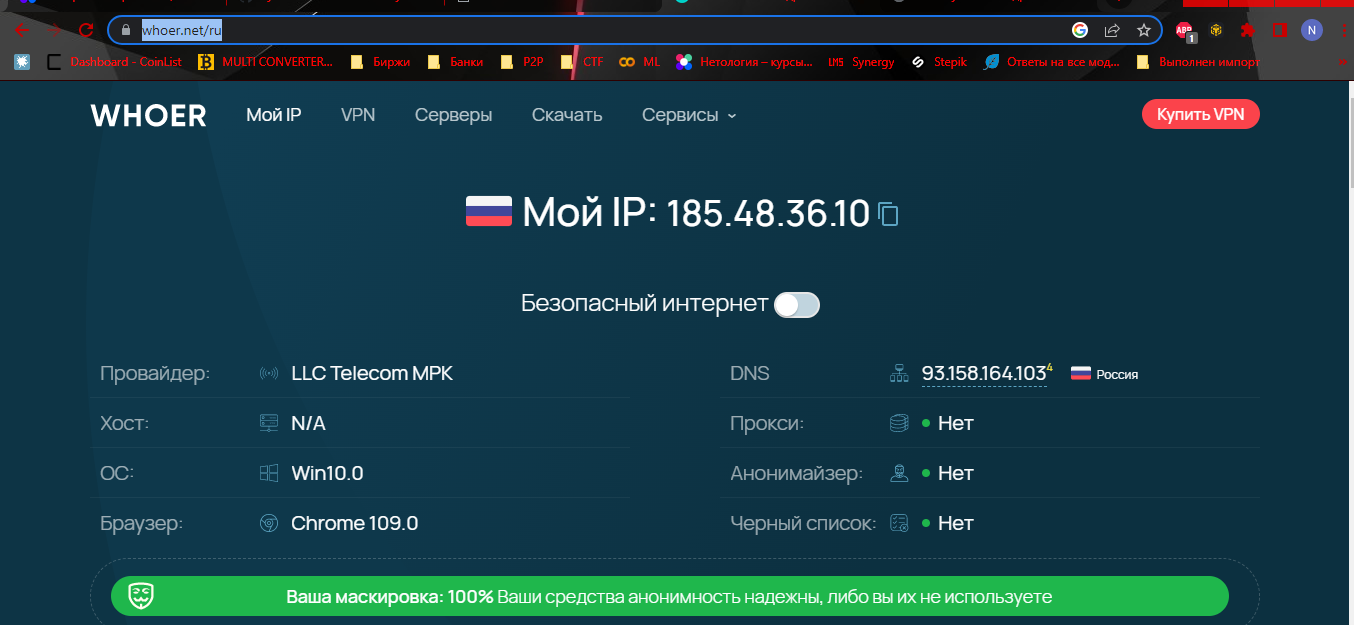 whoer.net/ru
ABP 1 N
Dashboard - CoinList MULTI CONVERTER... Биржи Банки P2P CTF ML Нетология – курсы... LMS Synergy Stepik Ответы на все мод... Выполнен импорт
WHOER Мой IP VPN Серверы Скачать Сервисы Купить VPN
Мой IP: 185.48.36.10
Безопасный интернет
Провайдер: LLC Telecom MPK DNS 93.158.164.103 4 Россия
Хост: N/A Прокси: Нет
ОС: Win10.0 Анонимайзер: Нет
Браузер: Chrome 109.0 Черный список: Нет
Ваша маскировка: 100% Ваши средства анонимность надежны, либо вы их не используете